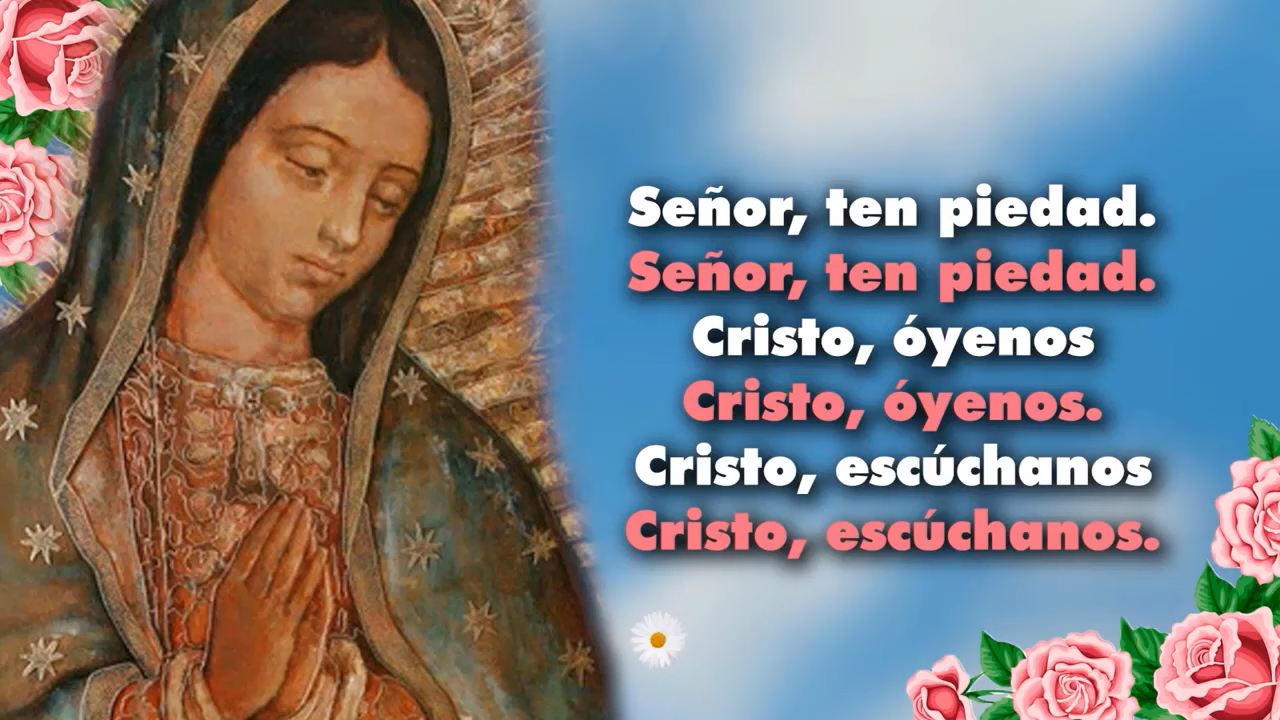 Señor, ten piedad.
Señor, ten piedad.
Cristo, óyenos
Cristo, óyenos.
Cristo, escúchanos
Cristo, escúchanos.